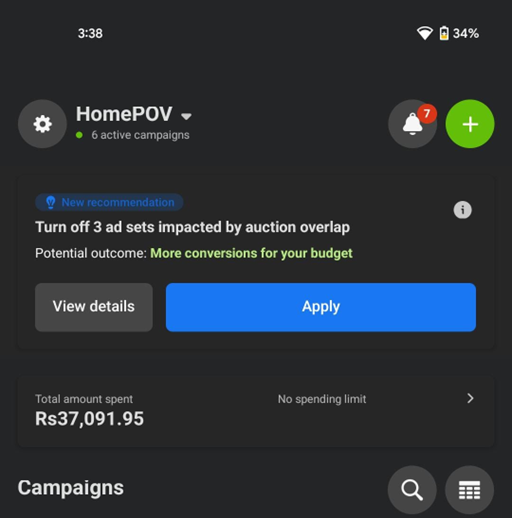 3:38
34%
HomePOV
7
6 active campaigns
New recommendation
Turn off 3 ad sets impacted by auction overlap
Potential outcome: More conversions for your budget
View details
Apply
Total amount spent
No spending limit
Rs37,091.95
Campaigns